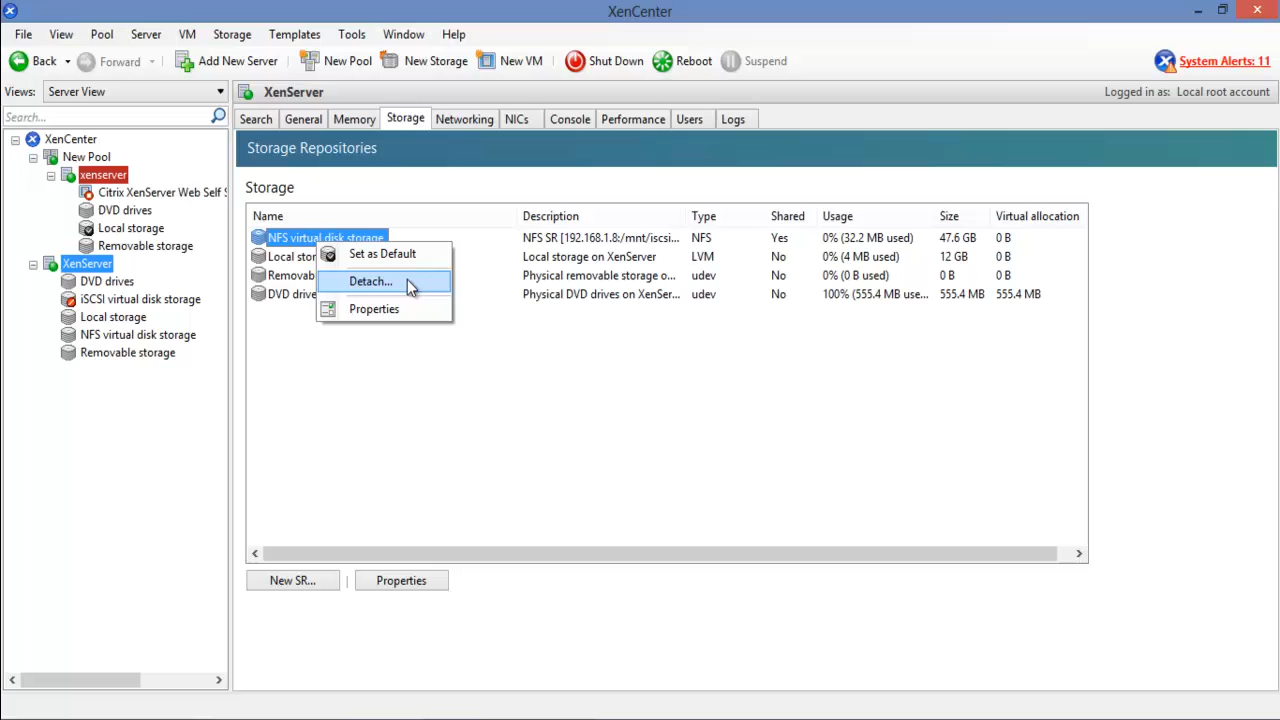 XenCenter
File View Pool Server VM Storage Templates Tools Window Help
Back Forward Add New Server New Pool New Storage New VM Shut Down Reboot Suspend System Alerts: 11
Views: Server View XenServer Logged in as: Local root account
Search...
Search General Memory Storage Networking NICs Console Performance Users Logs
XenCenter
New Pool
xenserver
Citrix XenServer Web Self S
DVD drives
Local storage
Removable storage
XenServer
DVD drives
iSCSI virtual disk storage
Local storage
NFS virtual disk storage
Removable storage
Storage Repositories
Storage
Name Description Type Shared Usage Size Virtual allocation
NFS virtual disk storage NFS SR [192.168.1.8:/mnt/iscsi... NFS Yes 0% (32.2 MB used) 47.6 GB 0 B
Local stor Local storage on XenServer LVM No 0% (4 MB used) 12 GB 0 B
Removab Physical removable storage o... udev No 0% (0 B used) 0 B 0 B
DVD drive Physical DVD drives on XenSer... udev No 100% (555.4 MB use... 555.4 MB 555.4 MB
Set as Default
Detach...
Properties
New SR... | Properties